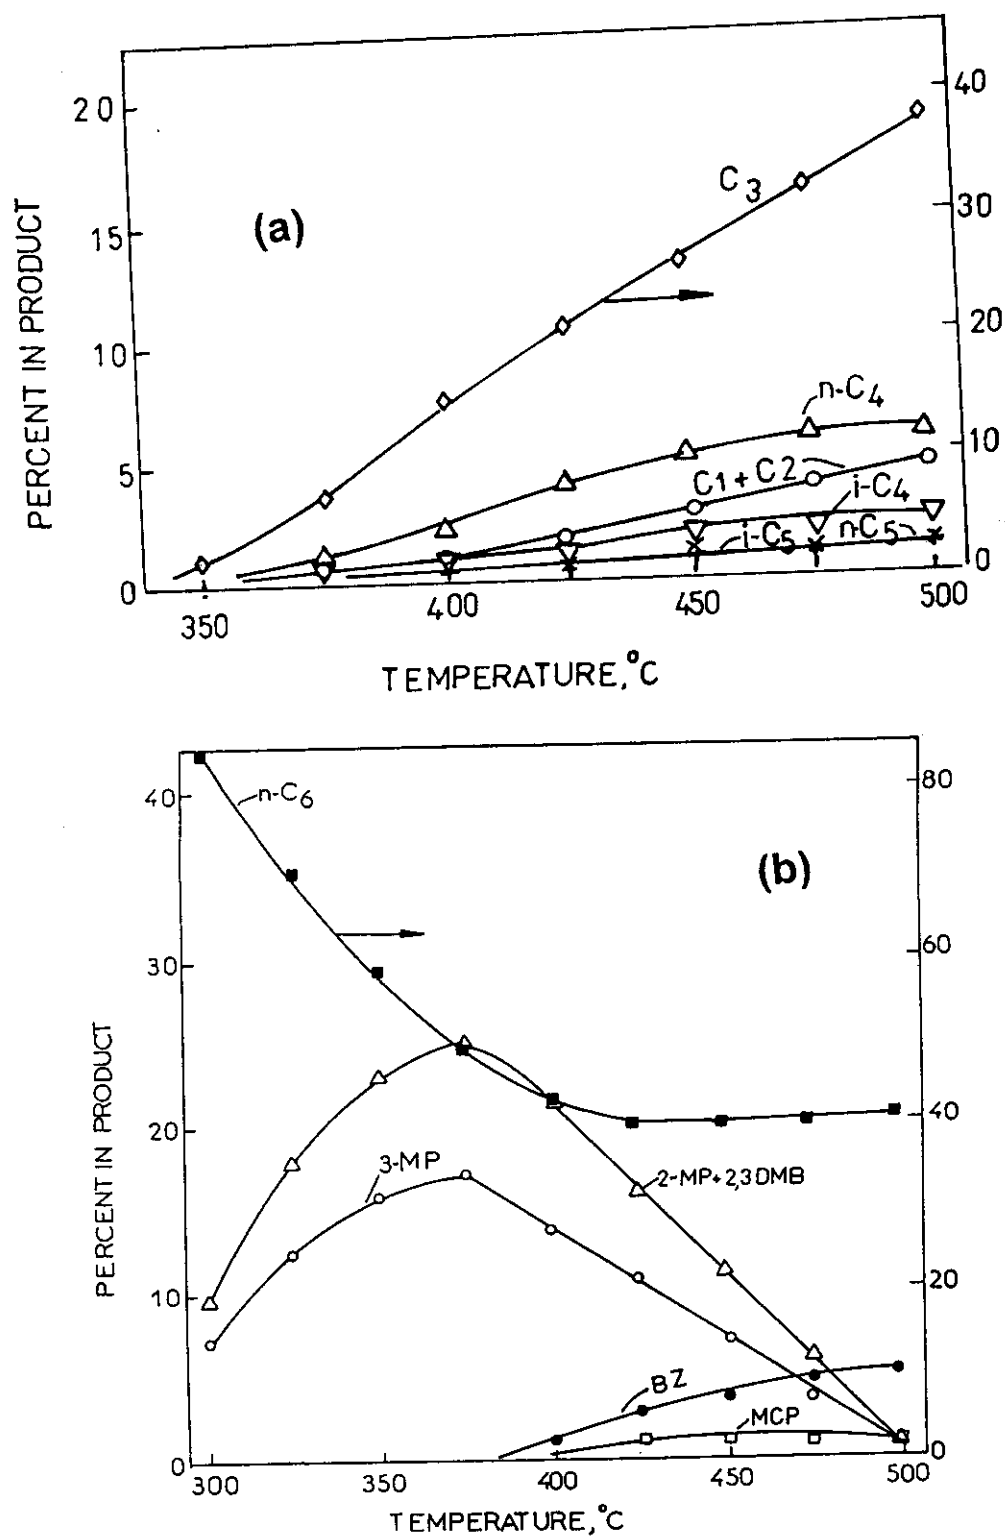 20
15
10
5
0
PERCENT IN PRODUCT
(a)
C3
n-C4
C1+C2
i-C4
i-C5
n-C5
40
30
20
10
0
350
400
450
500
TEMPERATURE,°C
40
30
20
10
0
PERCENT IN PRODUCT
n-C6
(b)
3-MP
2-MP+2,3DMB
BZ
MCP
80
60
40
20
0
300
350
400
450
500
TEMPERATURE,°C